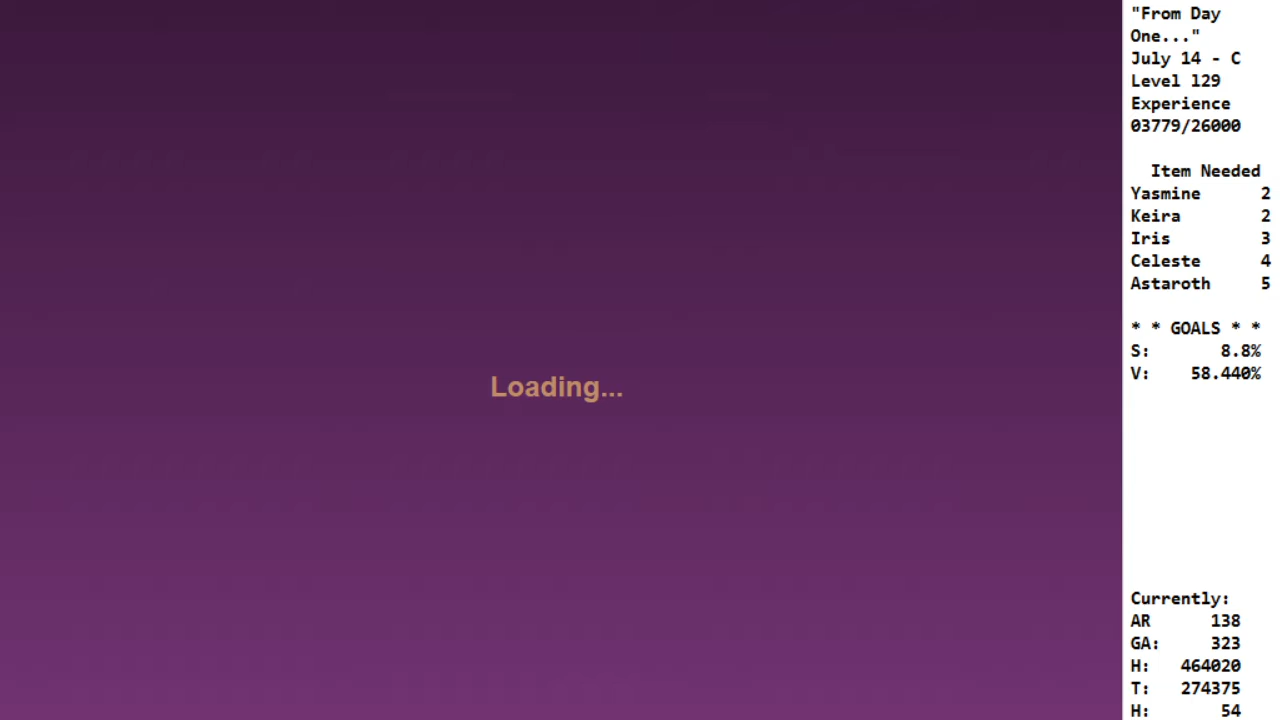 "From Day
One..."
July 14 - C
Level 129
Experience
03779/26000
Item Needed
Yasmine 2
Keira 2
Iris 3
Celeste 4
Astaroth 5
* * GOALS * *
S: 8.8%
V: 58.440%
Loading...
Currently:
AR 138
GA: 323
H: 464020
T: 274375
H: 54